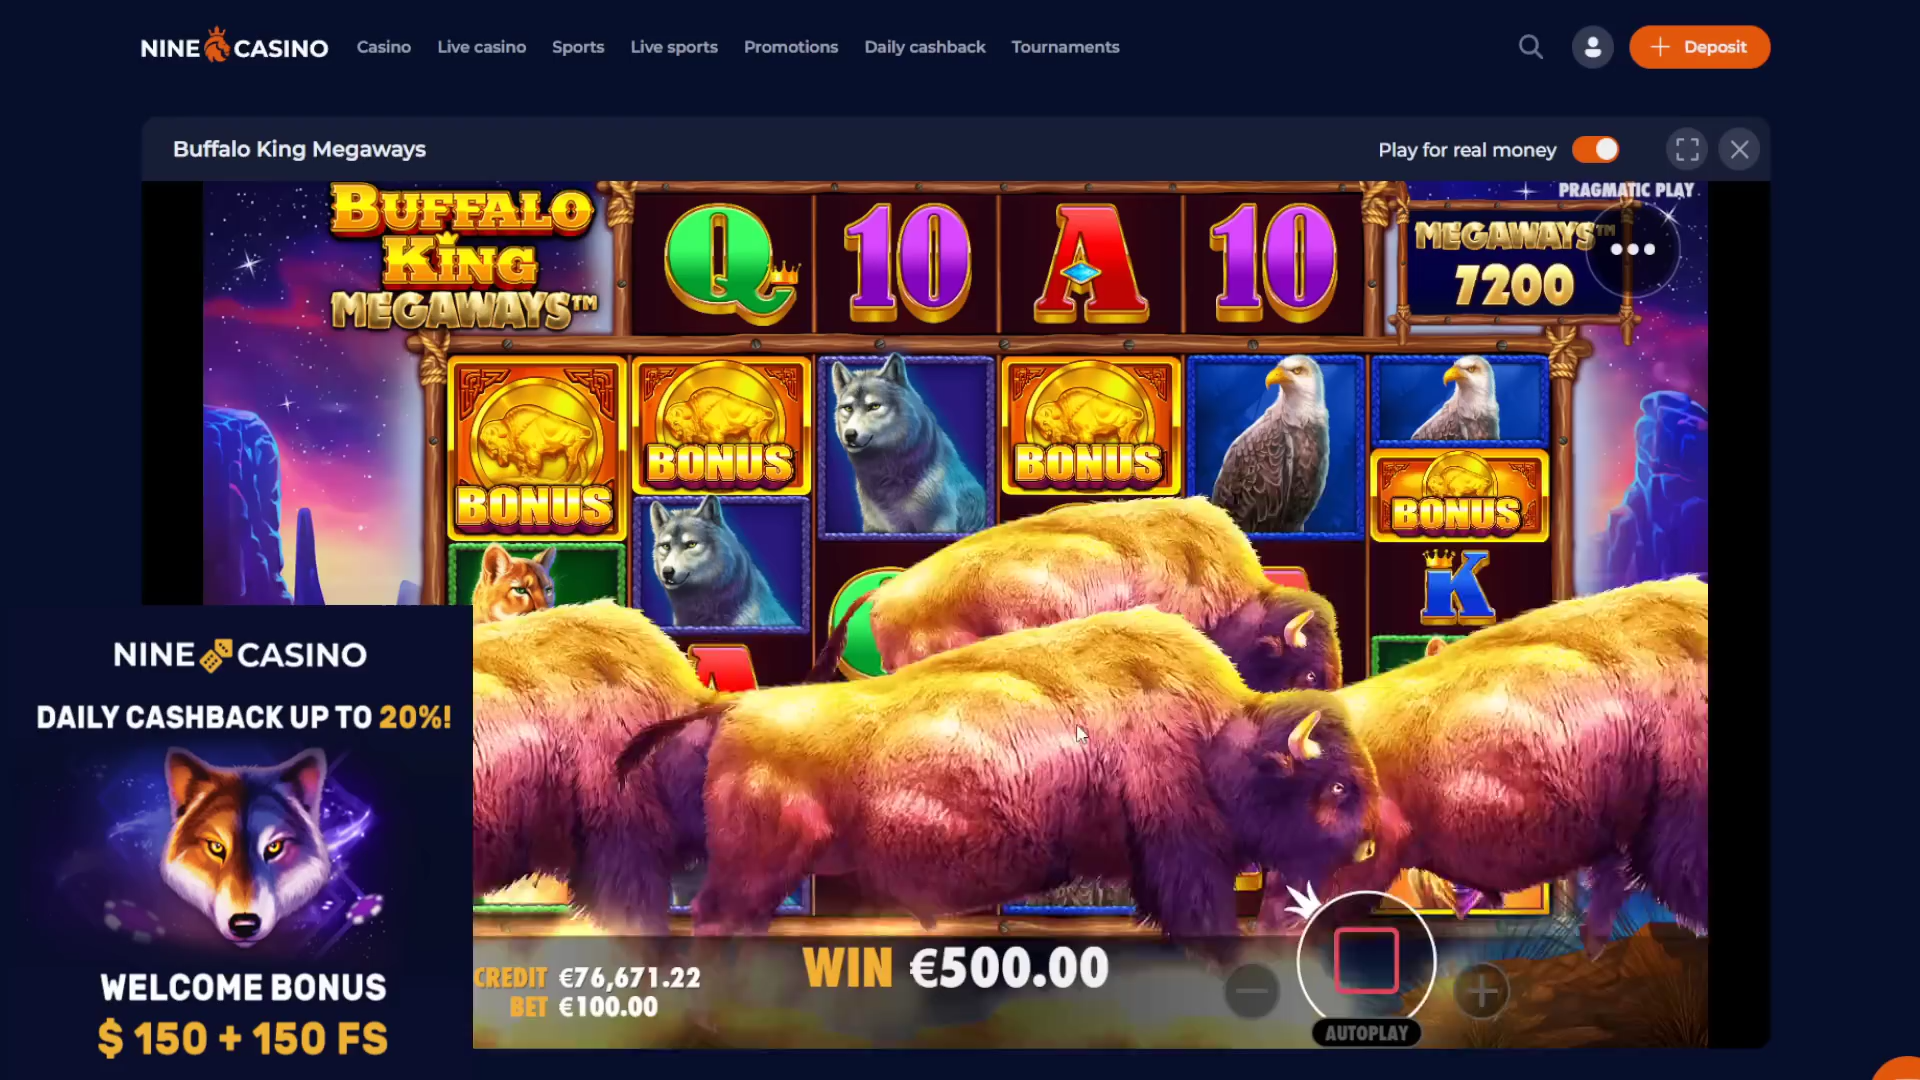 NINE CASINO Casino Live casino Sports Live sports Promotions Daily cashback Tournaments + Deposit
Buffalo King Megaways
Play for real money
PRAGMATIC PLAY
BUFFALO
KING
MEGAWAYS™
Q 10 A 10
MEGAWAYS™
7200
BONUS BONUS BONUS
BONUS
K
A
NINE CASINO
DAILY CASHBACK UP TO 20%!
WELCOME BONUS
$ 150 + 150 FS
CREDIT €76,671.22
BET €100.00
WIN €500.00
AUTOPLAY